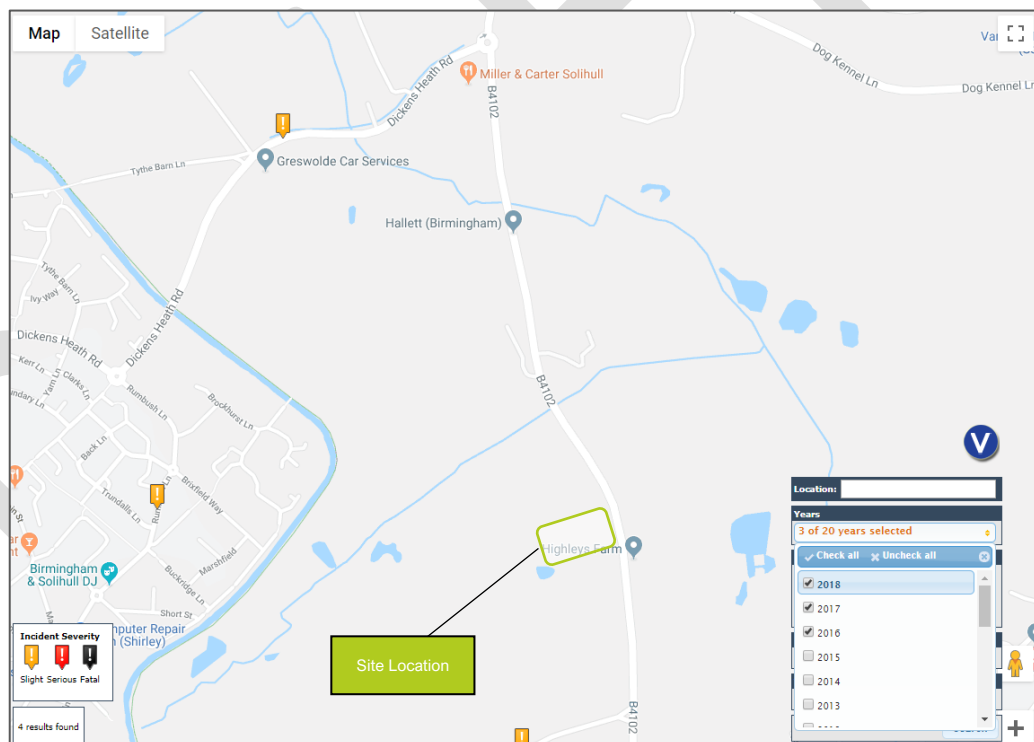 Map
Satellite
Dickens Heath Rd
Miller & Carter Solihull
B4102
Dog Kennel Ln
Dog Kennel Ln
Tythe Barn Ln
Greswolde Car Services
Hallett (Birmingham)
Tythe Barn Ln
Ivy Way
Dickens Heath Rd
Dickens Heath Rd
Kerr Ln
Yarn Ln
Clarks Ln
Rumbush Ln
Brockhurst Ln
Back Ln
Trundalls Ln
Brixfield Way
B4102
V
Location:
Years
3 of 20 years selected
Check all
Uncheck all
2018
2017
2016
2015
2014
2013
Highleys Farm
Marshfield
Buckridge Ln
Birmingham
& Solihull DJ
Short St
Site Location
Incident Severity
Slight Serious Fatal
4 results found
B4102